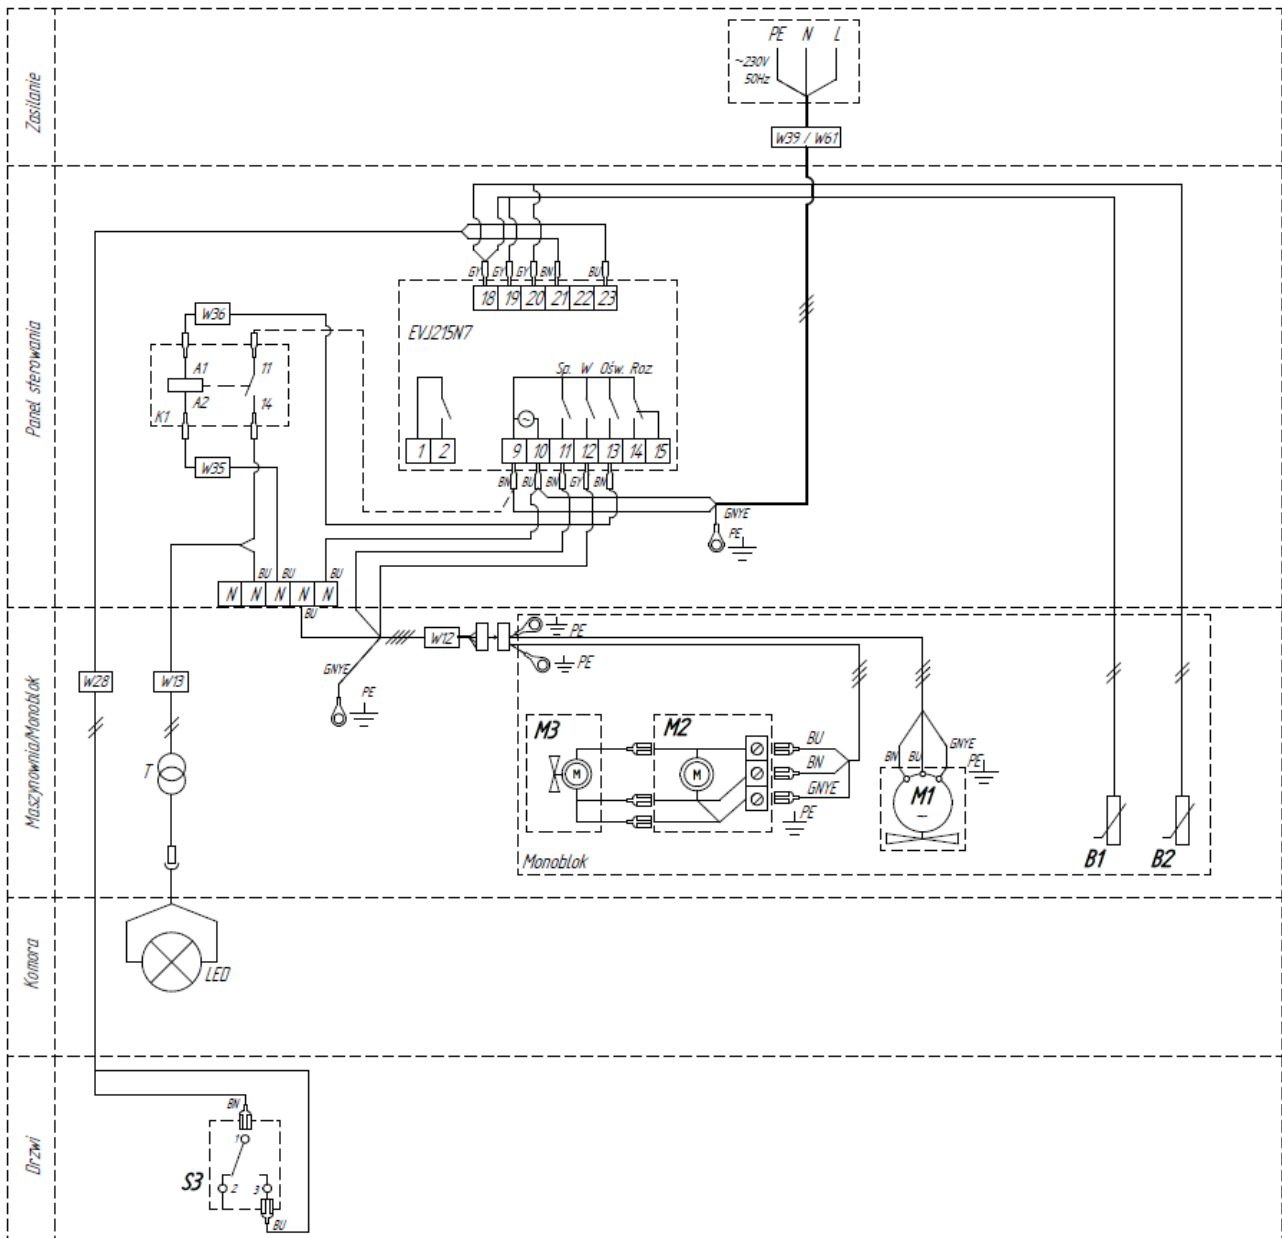 Zasilanie
PE N L
~230V
50Hz
W39 / W61
Panel sterowania
GY GY GY BN BU
18 19 20 21 22 23
EVJ215N7
W36
A1 11
A2 14
K1
W35
Sp. W Ośw. Roz.
1 2 9 10 11 12 13 14 15
BN BU BN GY BN
GNYE
PE
BU BU BU
N N N N N
BU
Maszynownia/Monoblok
W12
PE
PE
GNYE
PE
W28
W13
T
M3
M
M2
M
BU
BN
GNYE
PE
BN BU GNYE
PE
M1
~
B1
B2
Monoblok
Komora
LED
Drzwi
BN
1
S3
2 3
BU